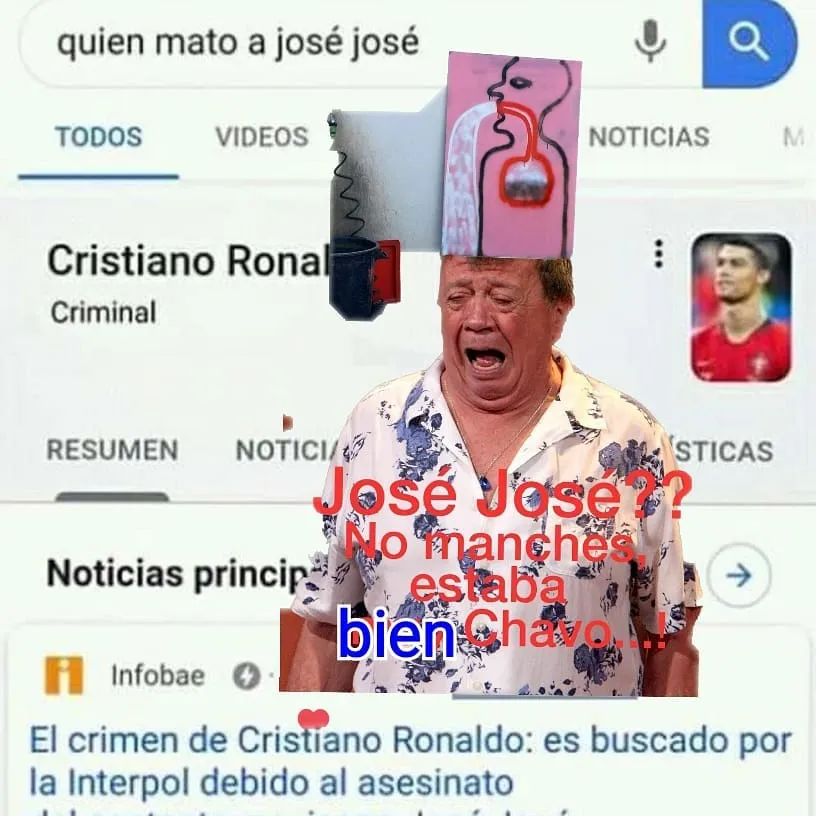 quien mato a josé josé
TODOS VIDEOS NOTICIAS M
Cristiano Ronal
Criminal
RESUMEN NOTICI ÍSTICAS
José José??
No manches,
estaba
bien Chavo...!
Noticias princip
Infobae
El crimen de Cristiano Ronaldo: es buscado por
la Interpol debido al asesinato